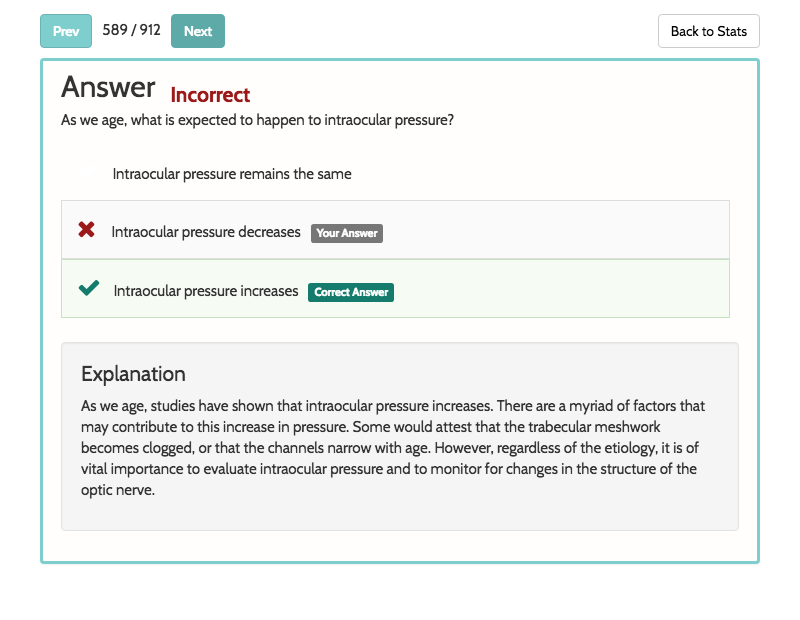 Prev 589 / 912 Next Back to Stats
Answer Incorrect
As we age, what is expected to happen to intraocular pressure?
Intraocular pressure remains the same
Intraocular pressure decreases Your Answer
Intraocular pressure increases Correct Answer
Explanation
As we age, studies have shown that intraocular pressure increases. There are a myriad of factors that
may contribute to this increase in pressure. Some would attest that the trabecular meshwork
becomes clogged, or that the channels narrow with age. However, regardless of the etiology, it is of
vital importance to evaluate intraocular pressure and to monitor for changes in the structure of the
optic nerve.